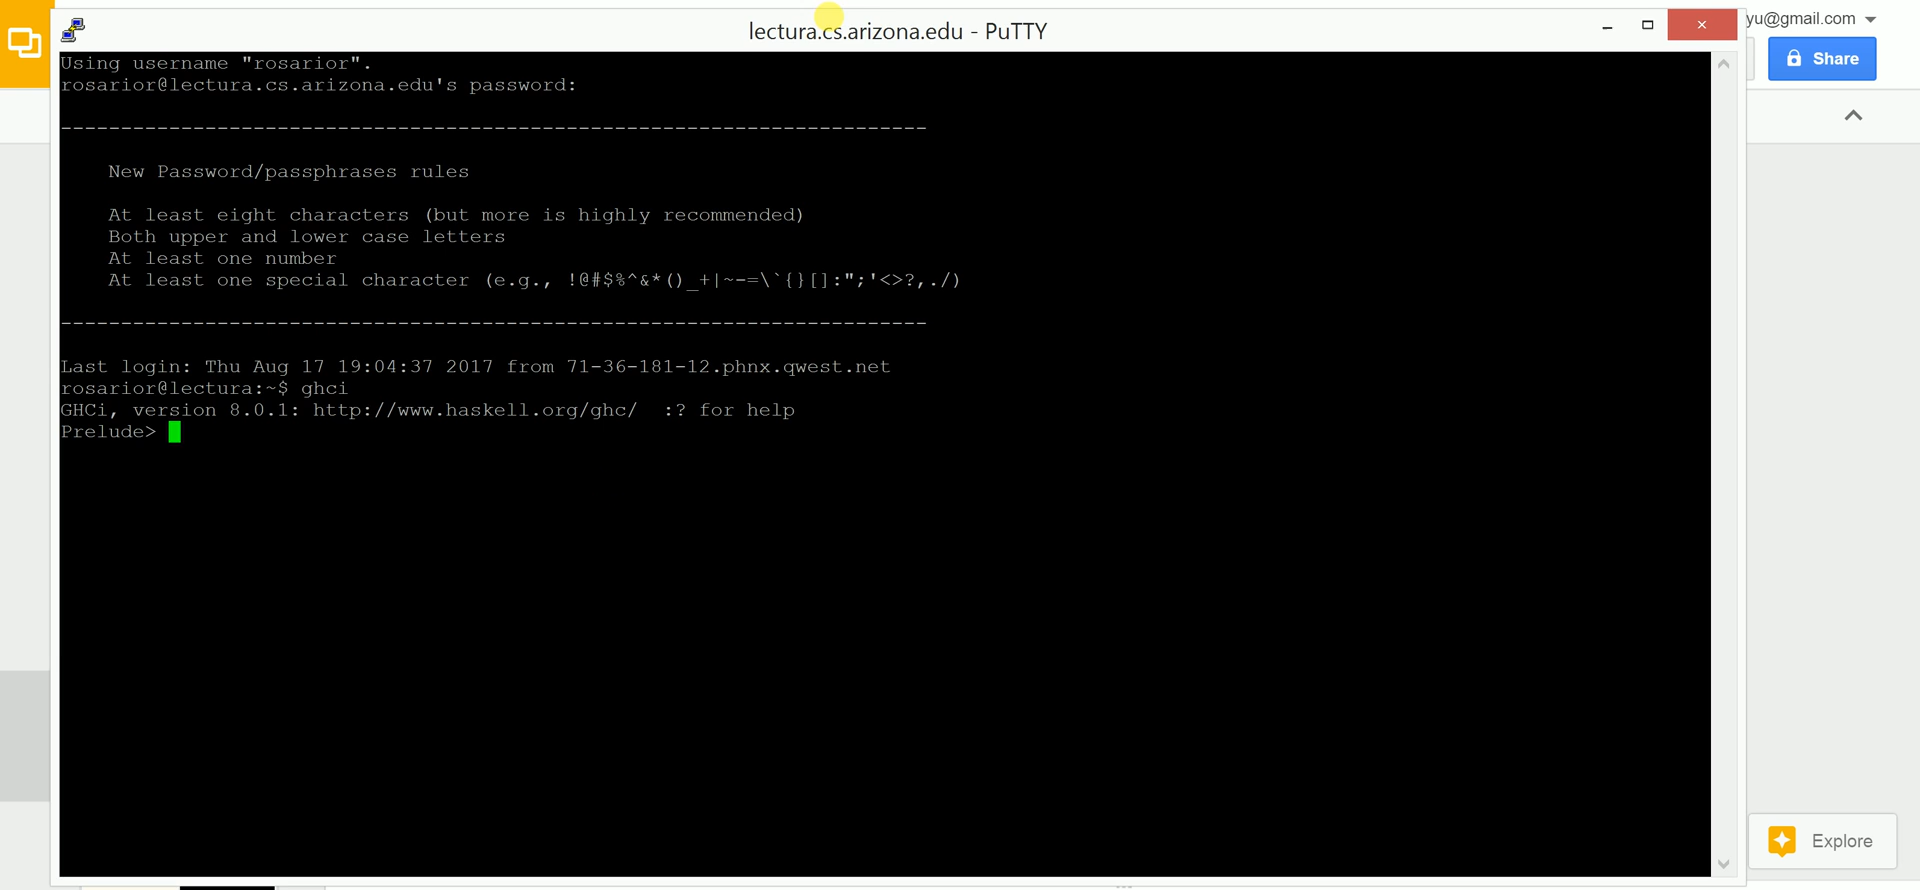 lectura.cs.arizona.edu - PuTTY
yu@gmail.com
Share
Using username "rosarior".
rosarior@lectura.cs.arizona.edu's password:
------------------------------------------------------------------------
New Password/passphrases rules
At least eight characters (but more is highly recommended)
Both upper and lower case letters
At least one number
At least one special character (e.g., !@#$%^&*()_+|~-=\`{}[]:";'<>?,./)
------------------------------------------------------------------------
Last login: Thu Aug 17 19:04:37 2017 from 71-36-181-12.phnx.qwest.net
rosarior@lectura:~$ ghci
GHCi, version 8.0.1: http://www.haskell.org/ghc/  :? for help
Prelude>
Explore